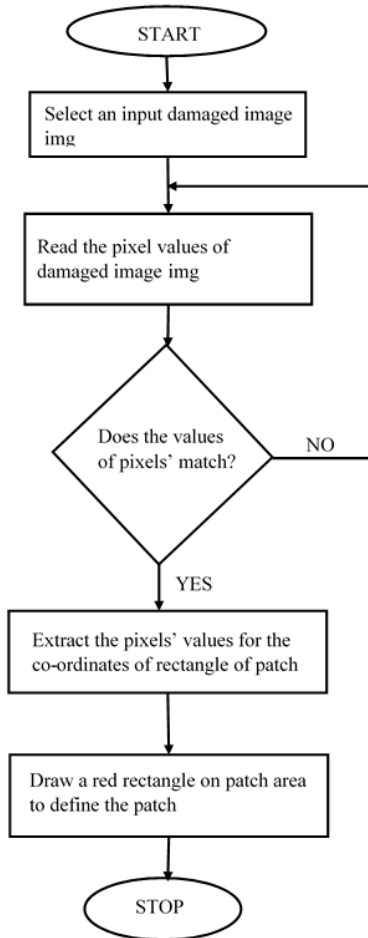 START
Select an input damaged image
img
Read the pixel values of
damaged image img
Does the values
of pixels’ match?
NO
YES
Extract the pixels’ values for the
co-ordinates of rectangle of patch
Draw a red rectangle on patch area
to define the patch
STOP